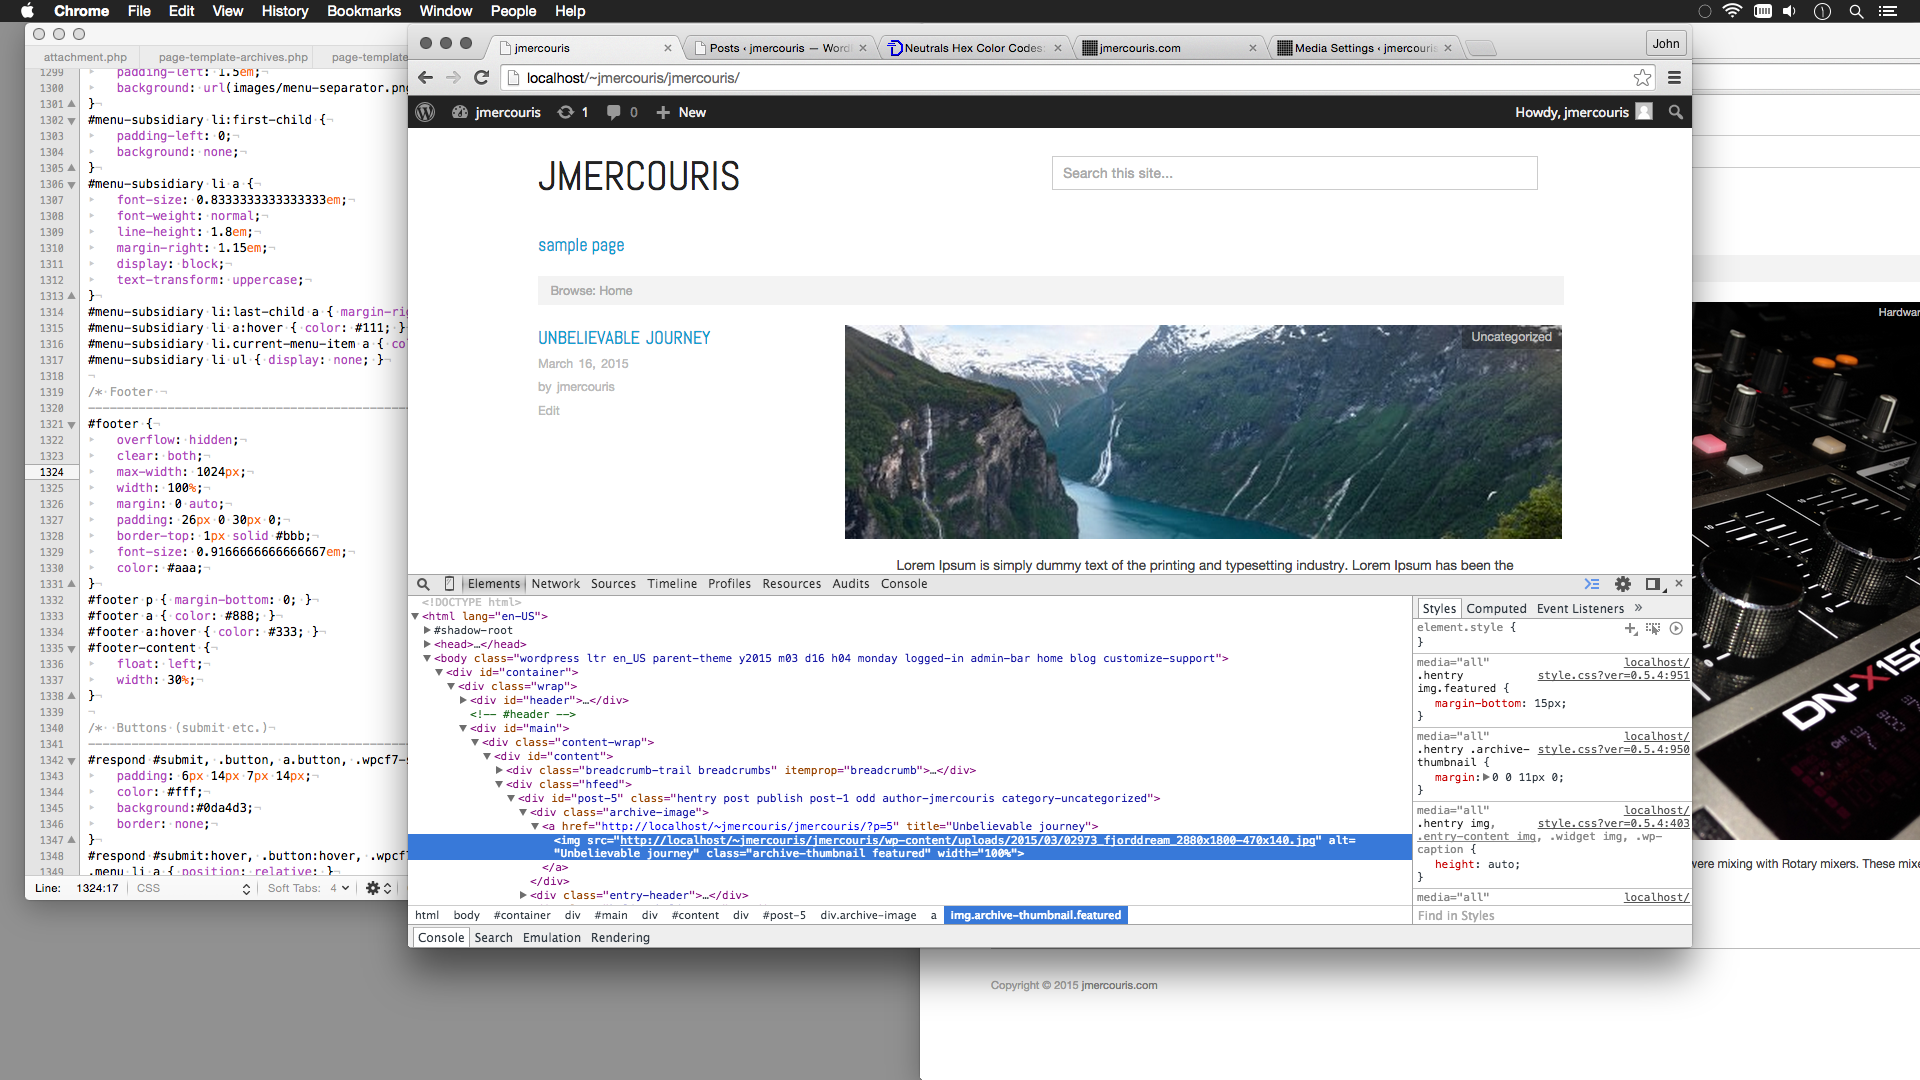 Chrome File Edit View History Bookmarks Window People Help
attachment.php page-template-archives.php page-template
1299 padding-left: 1.5em;¬
1300 background: url(images/menu-separator.png
1301 }¬
1302 #menu-subsidiary li:first-child {¬
1303 padding-left: 0;¬
1304 background: none;¬
1305 }¬
1306 #menu-subsidiary li a {¬
1307 font-size: 0.8333333333333333em;¬
1308 font-weight: normal;¬
1309 line-height: 1.8em;¬
1310 margin-right: 1.15em;¬
1311 display: block;¬
1312 text-transform: uppercase;¬
1313 }¬
1314 #menu-subsidiary li:last-child a { margin-ri
1315 #menu-subsidiary li a:hover { color: #111; }
1316 #menu-subsidiary li.current-menu-item a { co
1317 #menu-subsidiary li ul { display: none; }¬
1318 ¬
1319 /* Footer ¬
1320
1321 #footer {¬
1322 overflow: hidden;¬
1323 clear: both;¬
1324 max-width: 1024px;¬
1325 width: 100%;¬
1326 margin: 0 auto;¬
1327 padding: 26px 0 30px 0;¬
1328 border-top: 1px solid #bbb;¬
1329 font-size: 0.9166666666666667em;¬
1330 color: #aaa;¬
1331 }¬
1332 #footer p { margin-bottom: 0; }¬
1333 #footer a { color: #888; }¬
1334 #footer a:hover { color: #333; }¬
1335 #footer-content {¬
1336 float: left;¬
1337 width: 30%;¬
1338 }¬
1339 ¬
1340 /* Buttons (submit etc.)¬
1341
1342 #respond #submit, .button, a.button, .wpcf7-s
1343 padding: 6px 14px 7px 14px;¬
1344 color: #fff;¬
1345 background:#0da4d3;¬
1346 border: none;¬
1347 }¬
1348 #respond #submit:hover, .button:hover, .wpcf7
1349 .menu li a { position: relative; }
Line: 1324:17 CSS Soft Tabs: 4
jmercouris Posts ‹ jmercouris — Word Neutrals Hex Color Codes jmercouris.com Media Settings ‹ jmercouris John
localhost/~jmercouris/jmercouris/
jmercouris 1 0 New Howdy, jmercouris
JMERCOURIS
Search this site...
sample page
Browse: Home
UNBELIEVABLE JOURNEY
March 16, 2015
by jmercouris
Edit
Uncategorized
Lorem Ipsum is simply dummy text of the printing and typesetting industry. Lorem Ipsum has been the
Elements Network Sources Timeline Profiles Resources Audits Console
<!DOCTYPE html>
<html lang="en-US">
#shadow-root
<head>…</head>
<body class="wordpress ltr en_US parent-theme y2015 m03 d16 h04 monday logged-in admin-bar home blog customize-support">
<div id="container">
<div class="wrap">
<div id="header">…</div>
<!-- #header -->
<div id="main">
<div class="content-wrap">
<div id="content">
<div class="breadcrumb-trail breadcrumbs" itemprop="breadcrumb">…</div>
<div class="hfeed">
<div id="post-5" class="hentry post publish post-1 odd author-jmercouris category-uncategorized">
<div class="archive-image">
<a href="http://localhost/~jmercouris/jmercouris/?p=5" title="Unbelievable journey">
<img src="http://localhost/~jmercouris/jmercouris/wp-content/uploads/2015/03/02973_fjorddream_2880x1800-470x140.jpg" alt=
"Unbelievable journey" class="archive-thumbnail featured" width="100%">
</a>
</div>
<div class="entry-header">…</div>
html body #container div #main div #content div #post-5 div.archive-image a img.archive-thumbnail.featured
Console Search Emulation Rendering
Styles Computed Event Listeners »
element.style {
}
media="all" localhost/
.hentry style.css?ver=0.5.4:951
img.featured {
margin-bottom: 15px;
}
media="all" localhost/
.hentry .archive- style.css?ver=0.5.4:950
thumbnail {
margin: 0 0 11px 0;
}
media="all" localhost/
.hentry img, style.css?ver=0.5.4:403
.entry-content img, .widget img, .wp-
caption {
height: auto;
}
media="all" localhost/
Find in Styles
Hardwar
DN-X150
were mixing with Rotary mixers. These mixe
Copyright © 2015 jmercouris.com